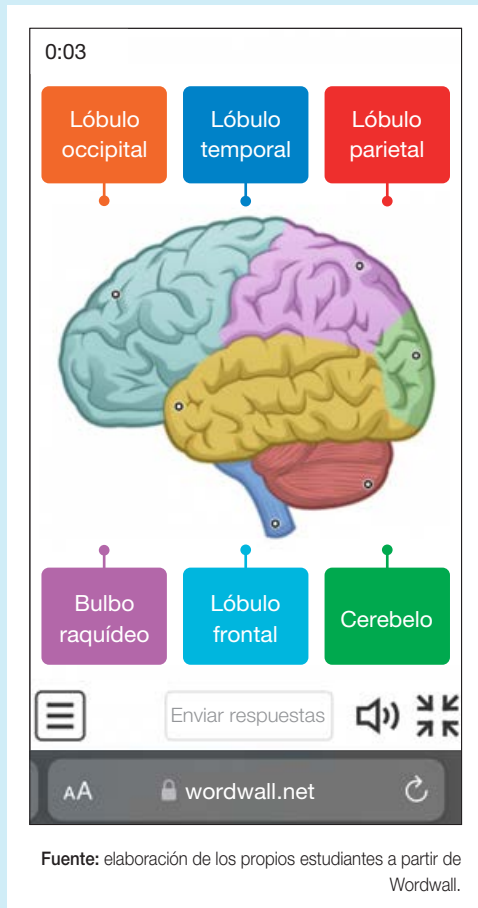 0:03
Lóbulo
occipital
Lóbulo
temporal
Lóbulo
parietal
Bulbo
raquídeo
Lóbulo
frontal
Cerebelo
Enviar respuestas
AA
wordwall.net
Fuente: elaboración de los propios estudiantes a partir de
Wordwall.